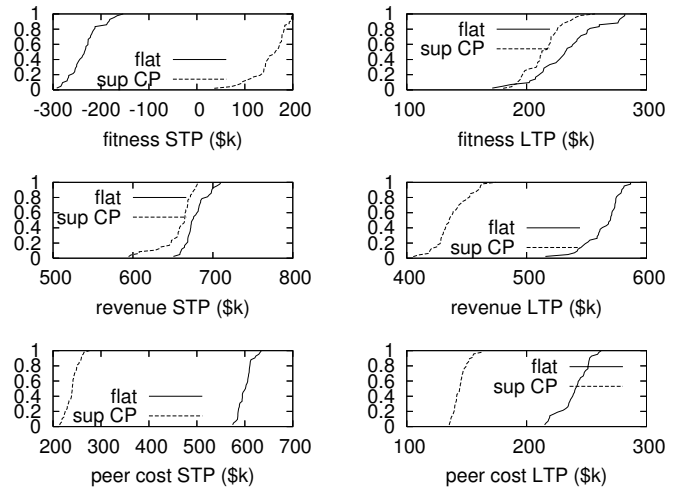 1
0.8
0.6
0.4
0.2
0
flat
sup CP
-300 -200 -100 0 100 200
fitness STP ($k)
1
0.8
0.6
0.4
0.2
0
flat
sup CP
100 200 300
fitness LTP ($k)
1
0.8
0.6
0.4
0.2
0
flat
sup CP
500 600 700 800
revenue STP ($k)
1
0.8
0.6
0.4
0.2
0
flat
sup CP
400 500 600
revenue LTP ($k)
1
0.8
0.6
0.4
0.2
0
flat
sup CP
200 300 400 500 600 700
peer cost STP ($k)
1
0.8
0.6
0.4
0.2
0
flat
sup CP
100 200 300
peer cost LTP ($k)